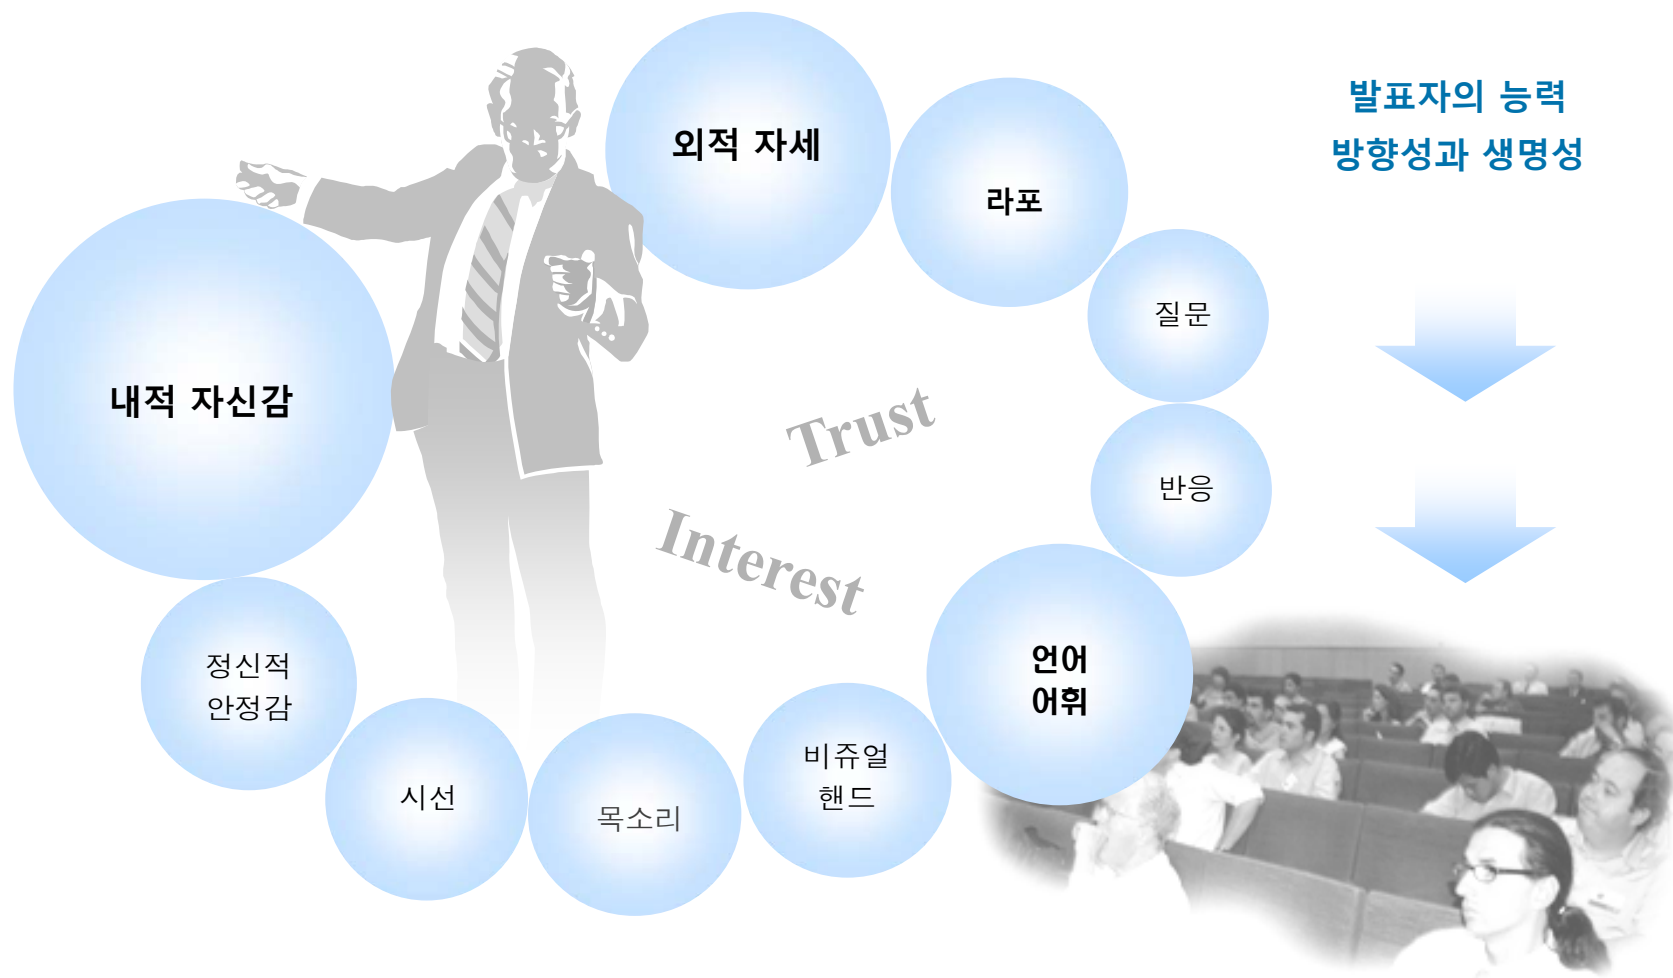 발표자의 능력
방향성과 생명성
외적 자세
라포
질문
내적 자신감
Trust
반응
Interest
언어
어휘
정신적
안정감
비쥬얼
핸드
시선
목소리